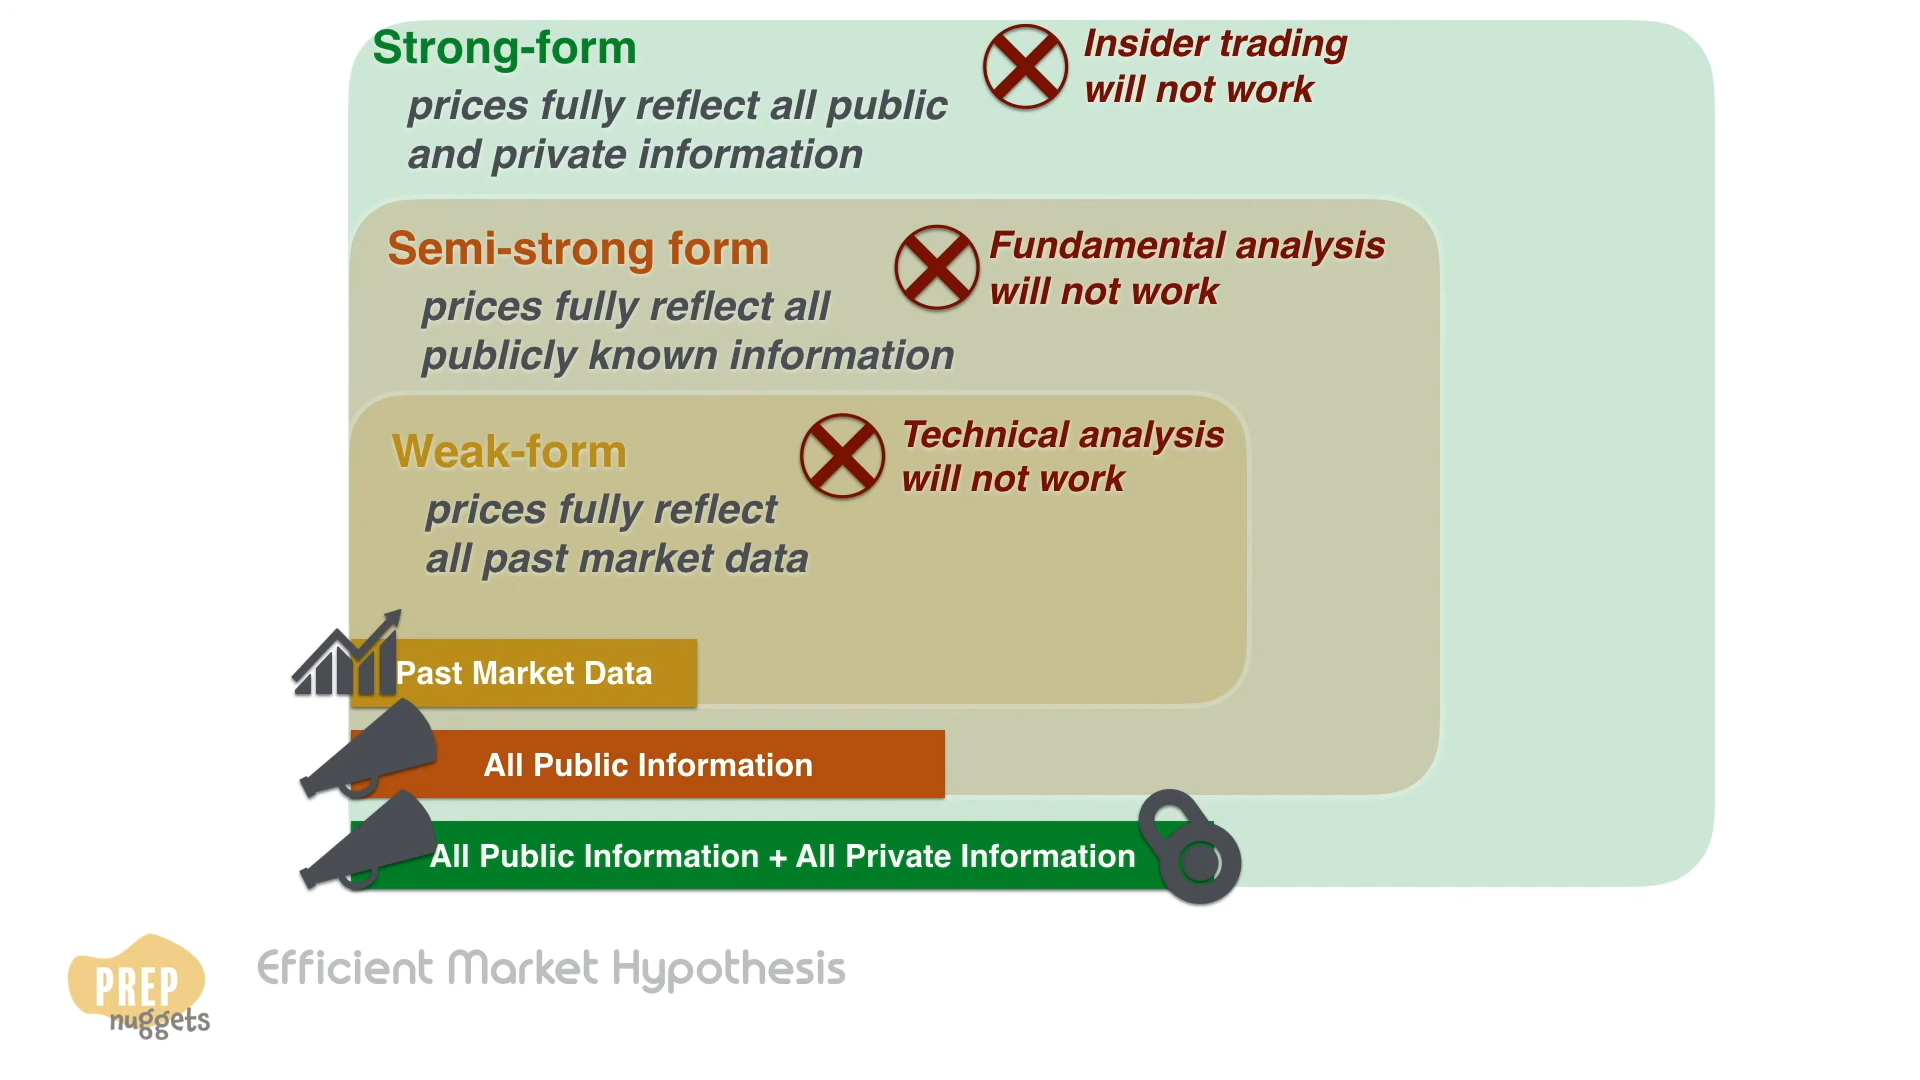 Strong-form
prices fully reflect all public
and private information
Insider trading
will not work
Semi-strong form
prices fully reflect all
publicly known information
Fundamental analysis
will not work
Weak-form
prices fully reflect
all past market data
Technical analysis
will not work
Past Market Data
All Public Information
All Public Information + All Private Information
PREP
nuggets
Efficient Market Hypothesis